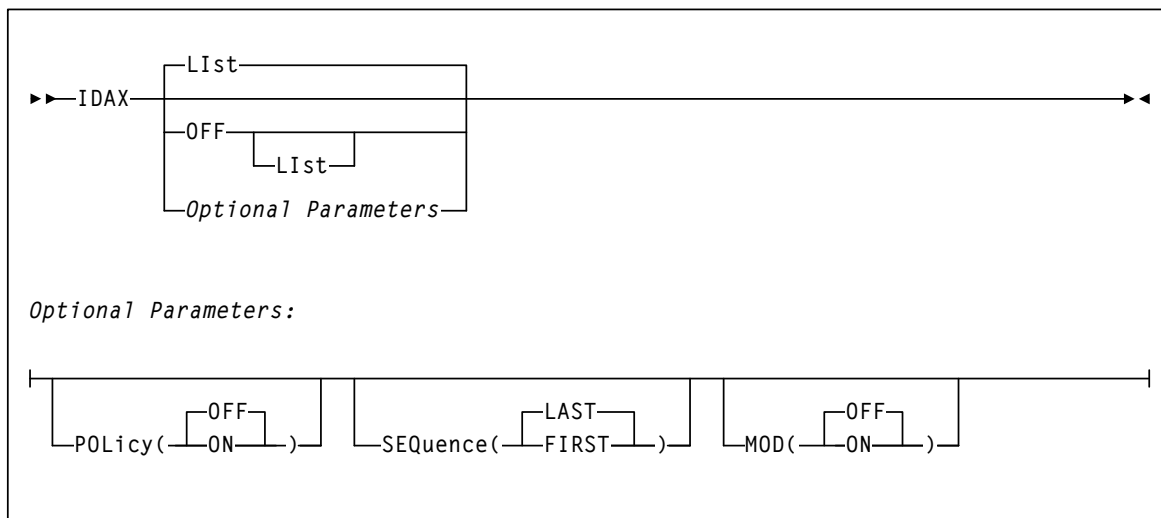 LIst
IDAX
OFF
LIst
Optional Parameters
Optional Parameters:
OFF LAST OFF
POLicy( ON ) SEQuence( FIRST ) MOD( ON )